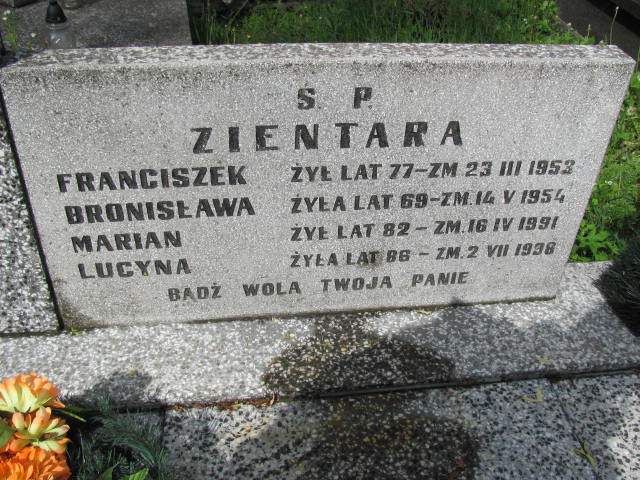 Ś. P.
ZIENTARA
FRANCISZEK ŻYŁ LAT 77 - ZM. 23 III 1953
BRONISŁAWA ŻYŁA LAT 69 - ZM. 14 V 1954
MARIAN ŻYŁ LAT 82 - ZM. 16 IV 1991
LUCYNA ŻYŁA LAT 86 - ZM. 2 VII 1998
BĄDŹ WOLA TWOJA PANIE